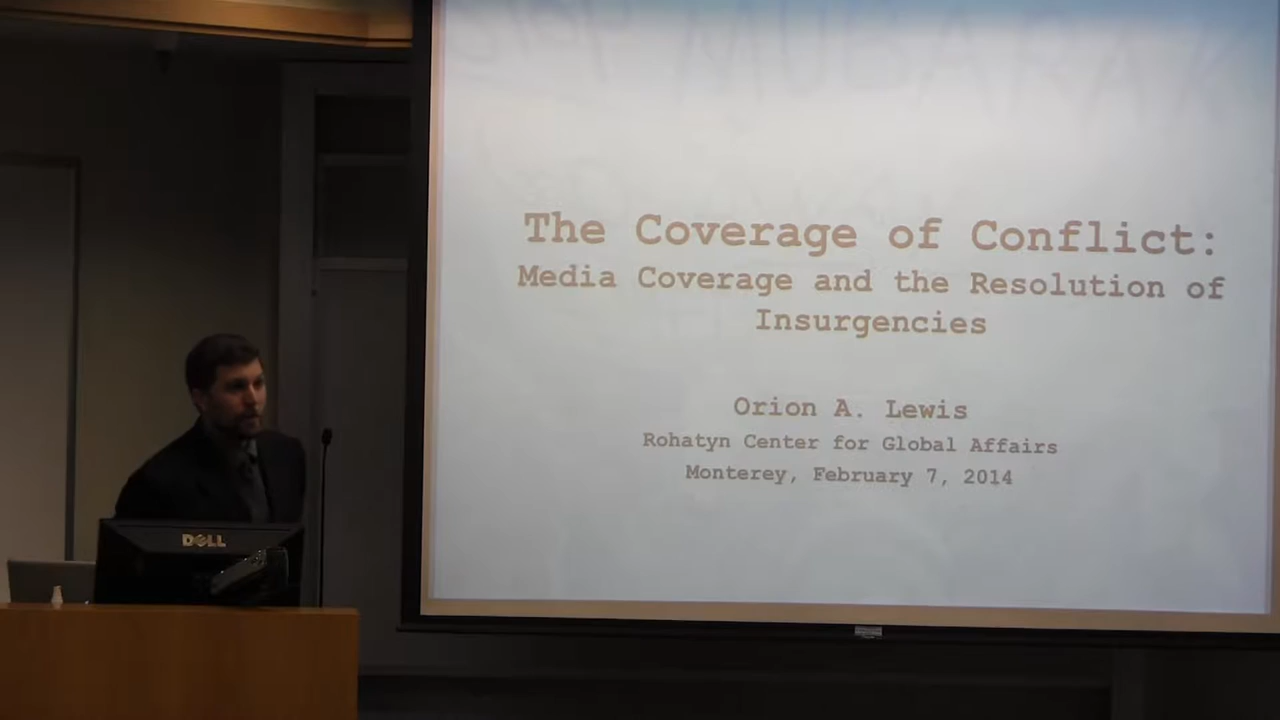 MUBARAK
The Coverage of Conflict:
Media Coverage and the Resolution of
Insurgencies
Orion A. Lewis
Rohatyn Center for Global Affairs
Monterey, February 7, 2014
DELL